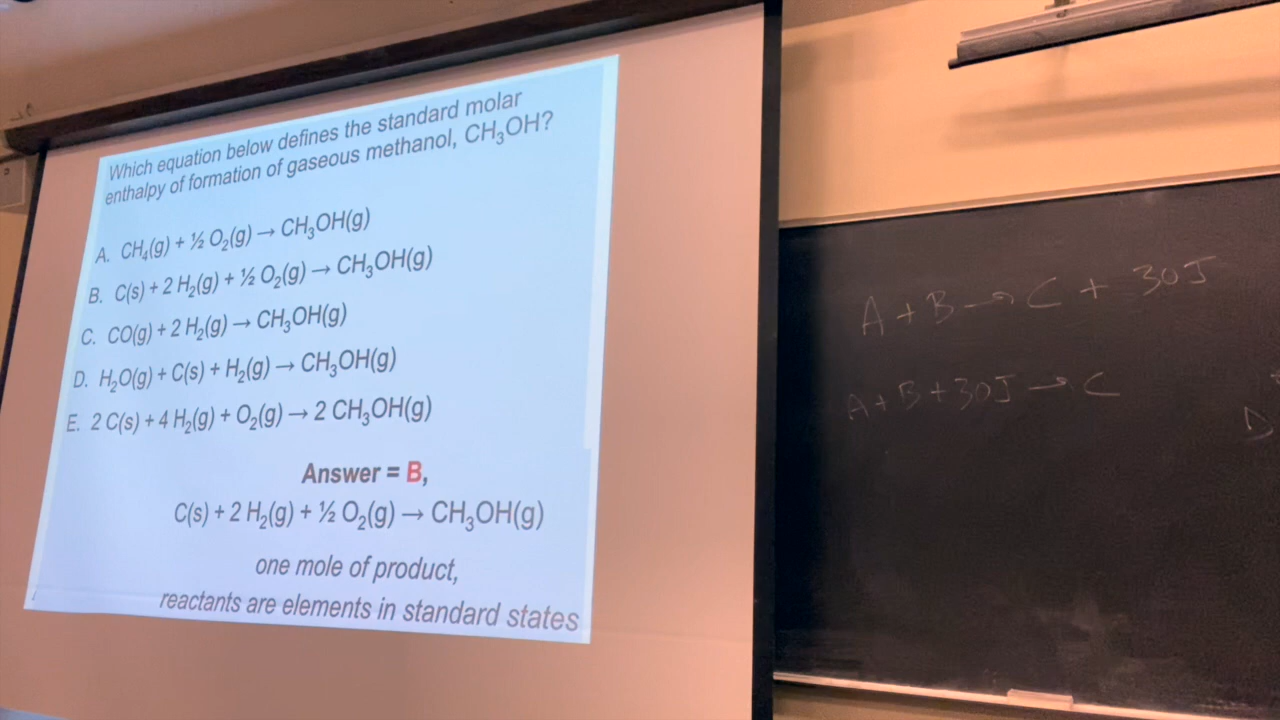 Which equation below defines the standard molar
enthalpy of formation of gaseous methanol, CH₃OH?
A. CH₄(g) + ½ O₂(g) → CH₃OH(g)
B. C(s) + 2 H₂(g) + ½ O₂(g) → CH₃OH(g)
C. CO(g) + 2 H₂(g) → CH₃OH(g)
D. H₂O(g) + C(s) + H₂(g) → CH₃OH(g)
E. 2 C(s) + 4 H₂(g) + O₂(g) → 2 CH₃OH(g)
Answer = B,
C(s) + 2 H₂(g) + ½ O₂(g) → CH₃OH(g)
one mole of product,
reactants are elements in standard states
A + B → C + 30J
A + B + 30J → C